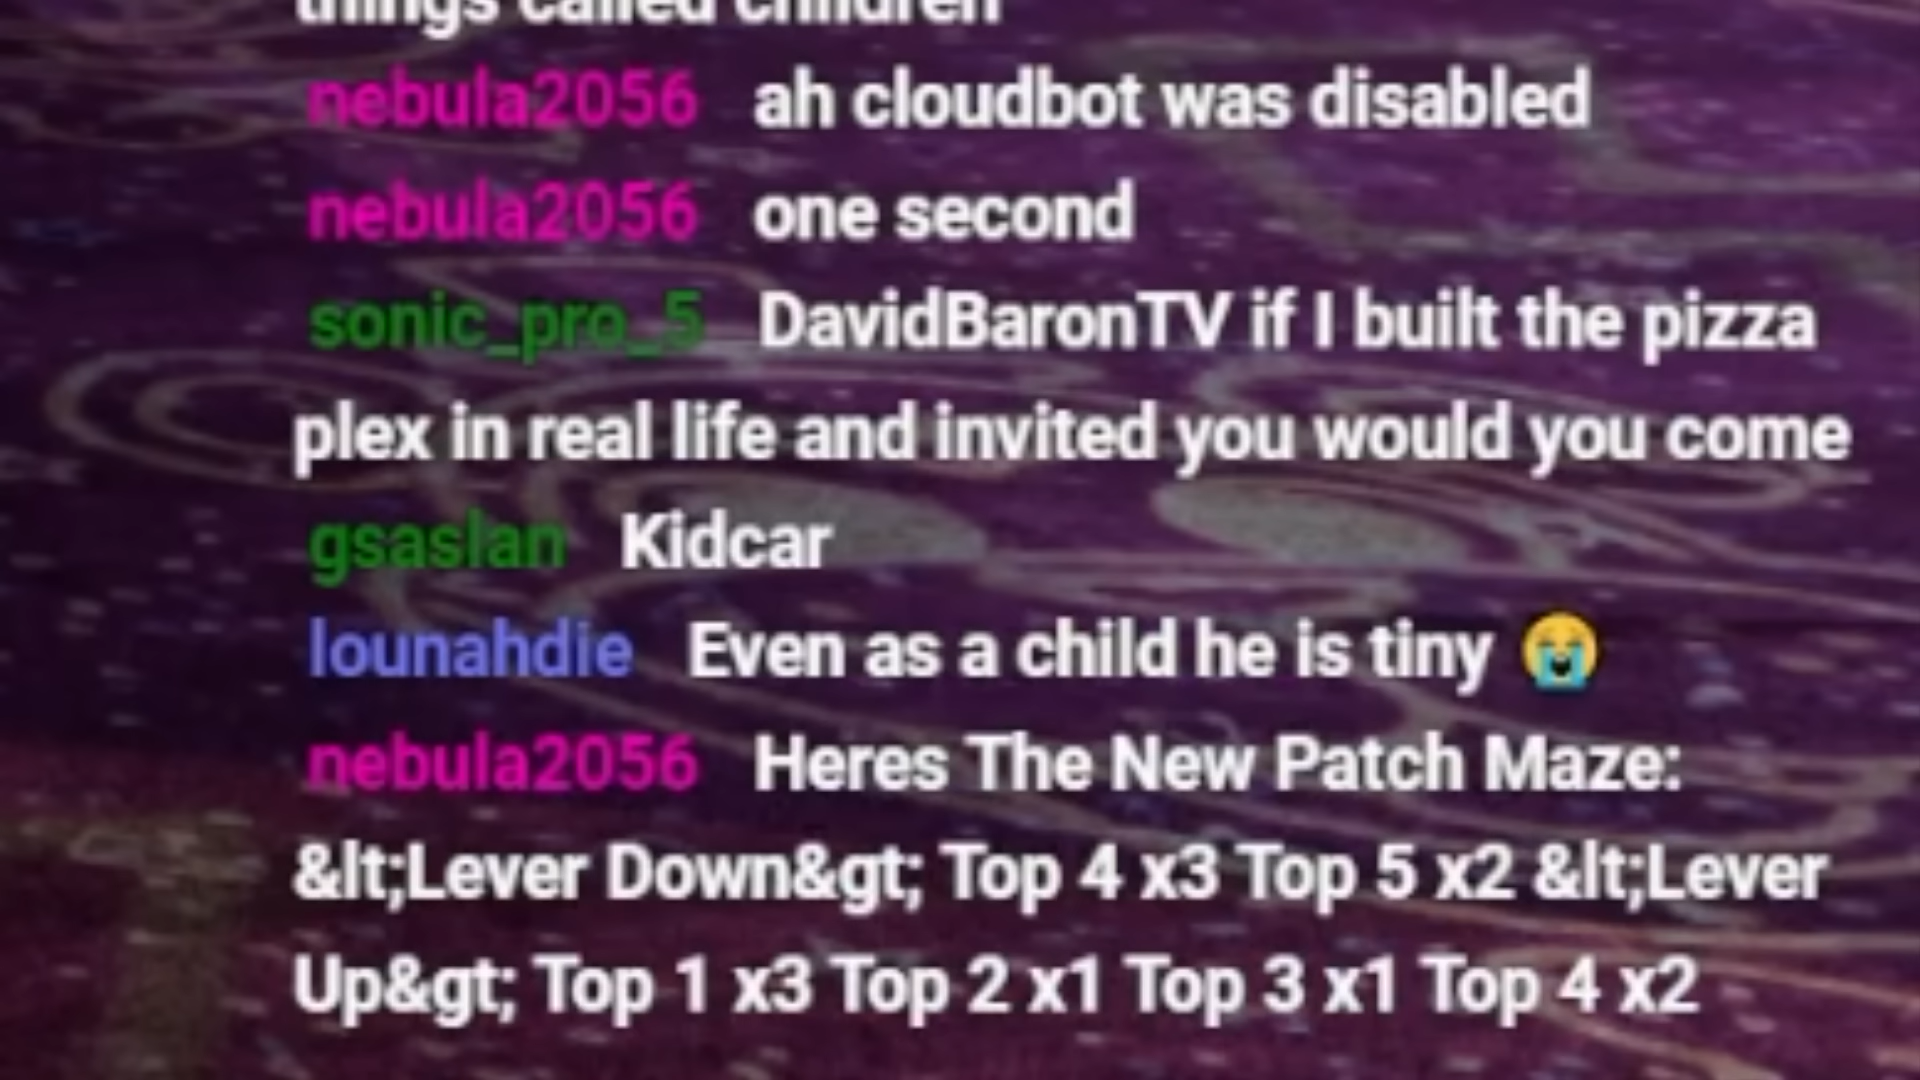 things called children
nebula2056 ah cloudbot was disabled
nebula2056 one second
sonic_pro_5 DavidBaronTV if I built the pizza
plex in real life and invited you would you come
gsaslan Kidcar
lounahdie Even as a child he is tiny 😭
nebula2056 Heres The New Patch Maze:
&lt;Lever Down&gt; Top 4 x3 Top 5 x2 &lt;Lever
Up&gt; Top 1 x3 Top 2 x1 Top 3 x1 Top 4 x2